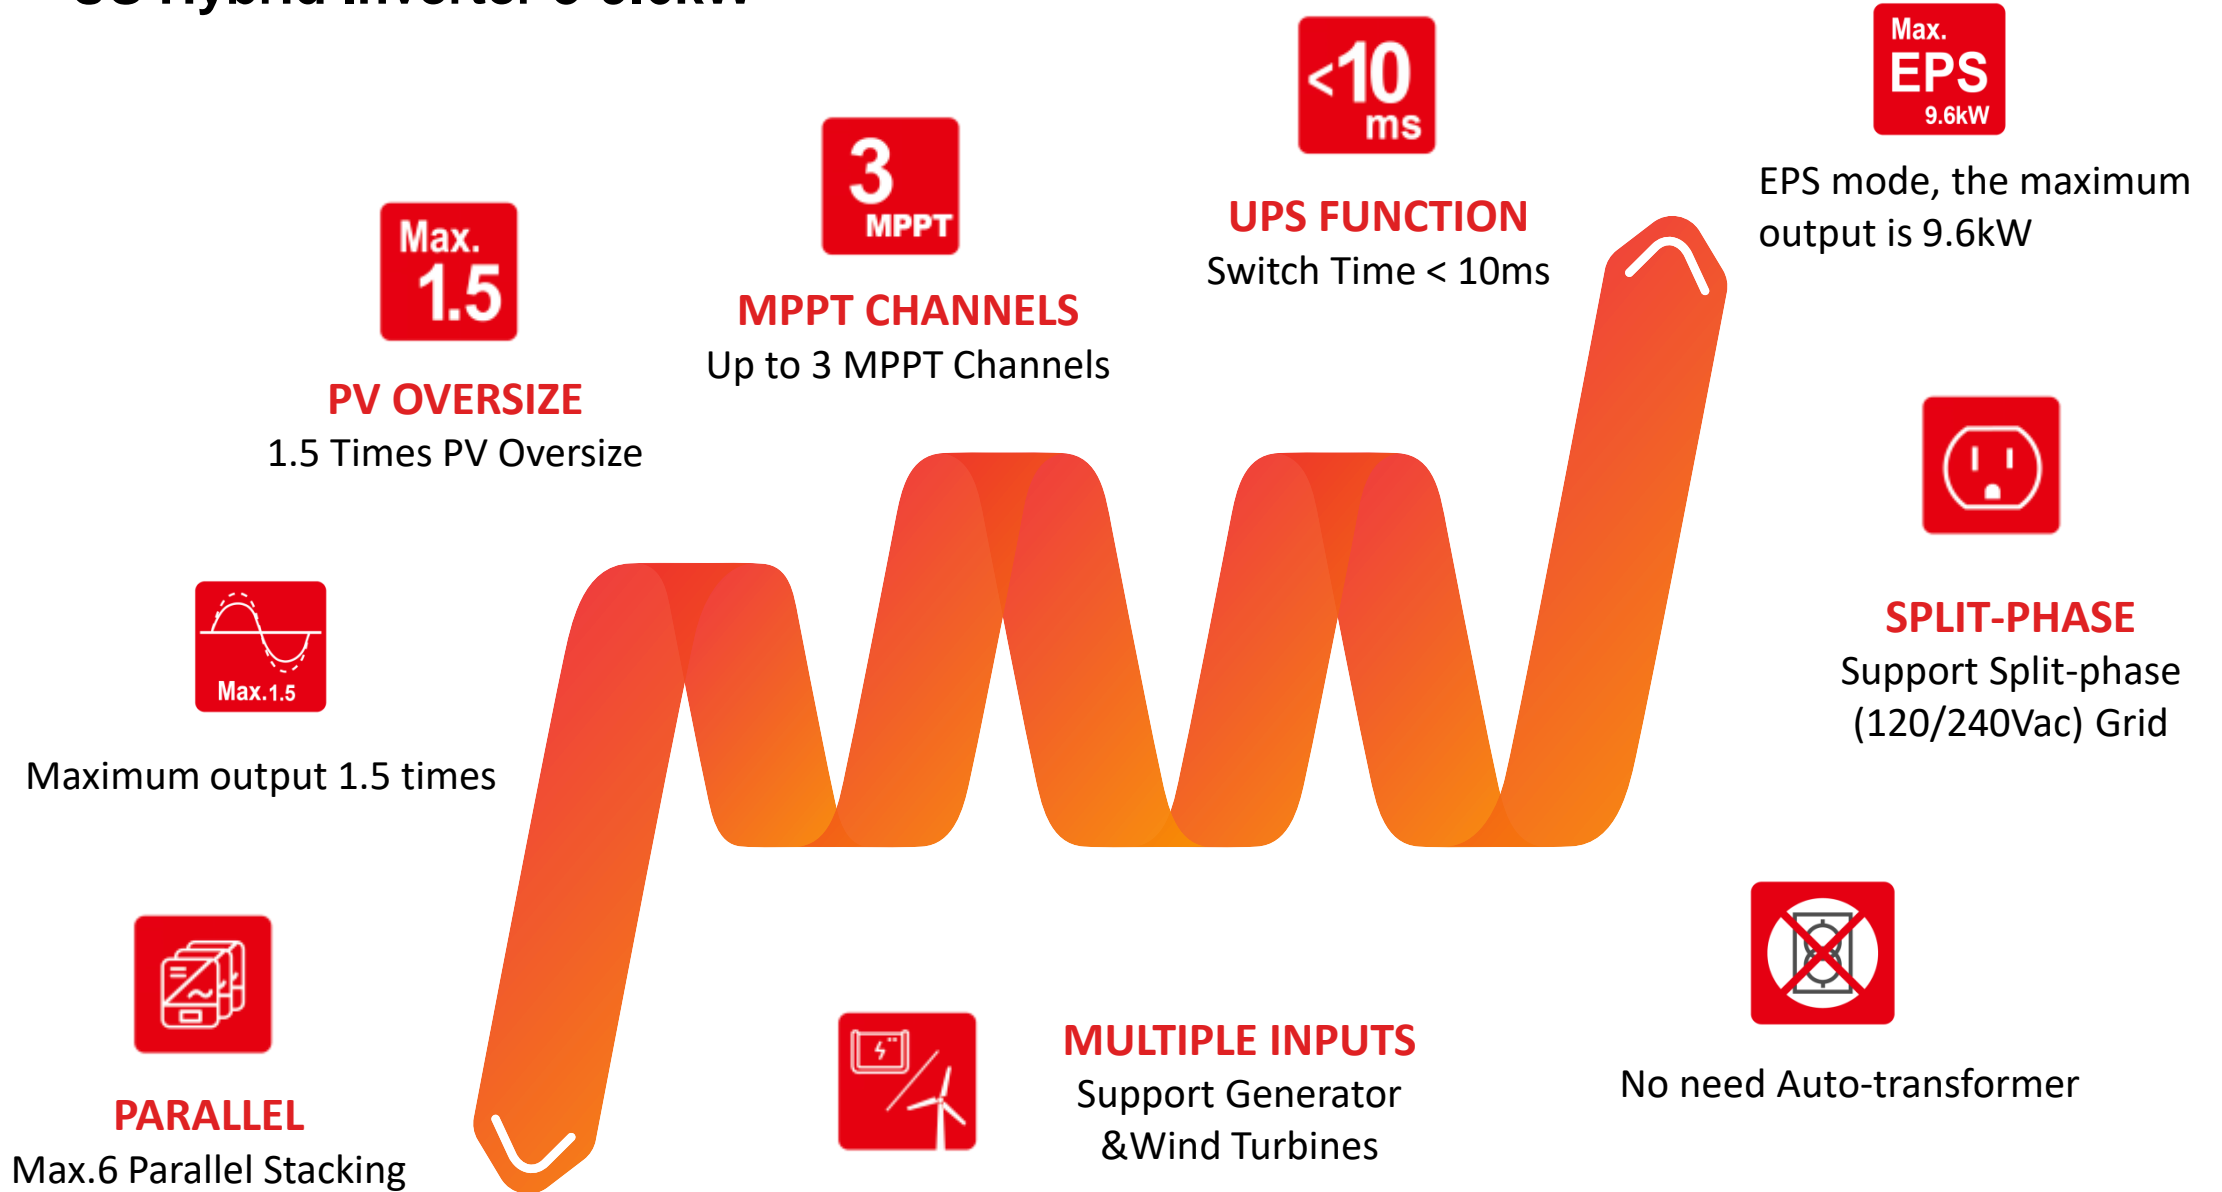 US Hybrid Inverter
<10
ms
Max.
EPS
9.6kW
3
MPPT
EPS mode, the maximum
output is 9.6kW
Max.
1.5
UPS FUNCTION
Switch Time < 10ms
MPPT CHANNELS
Up to 3 MPPT Channels
PV OVERSIZE
1.5 Times PV Oversize
SPLIT-PHASE
Support Split-phase
(120/240Vac) Grid
Max.1.5
Maximum output 1.5 times
MULTIPLE INPUTS
Support Generator
&Wind Turbines
No need Auto-transformer
PARALLEL
Max.6 Parallel Stacking